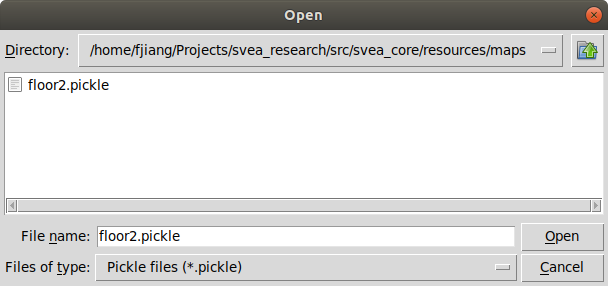 Open
Directory: /home/fjiang/Projects/svea_research/src/svea_core/resources/maps
floor2.pickle
File name: floor2.pickle Open
Files of type: Pickle files (*.pickle) Cancel